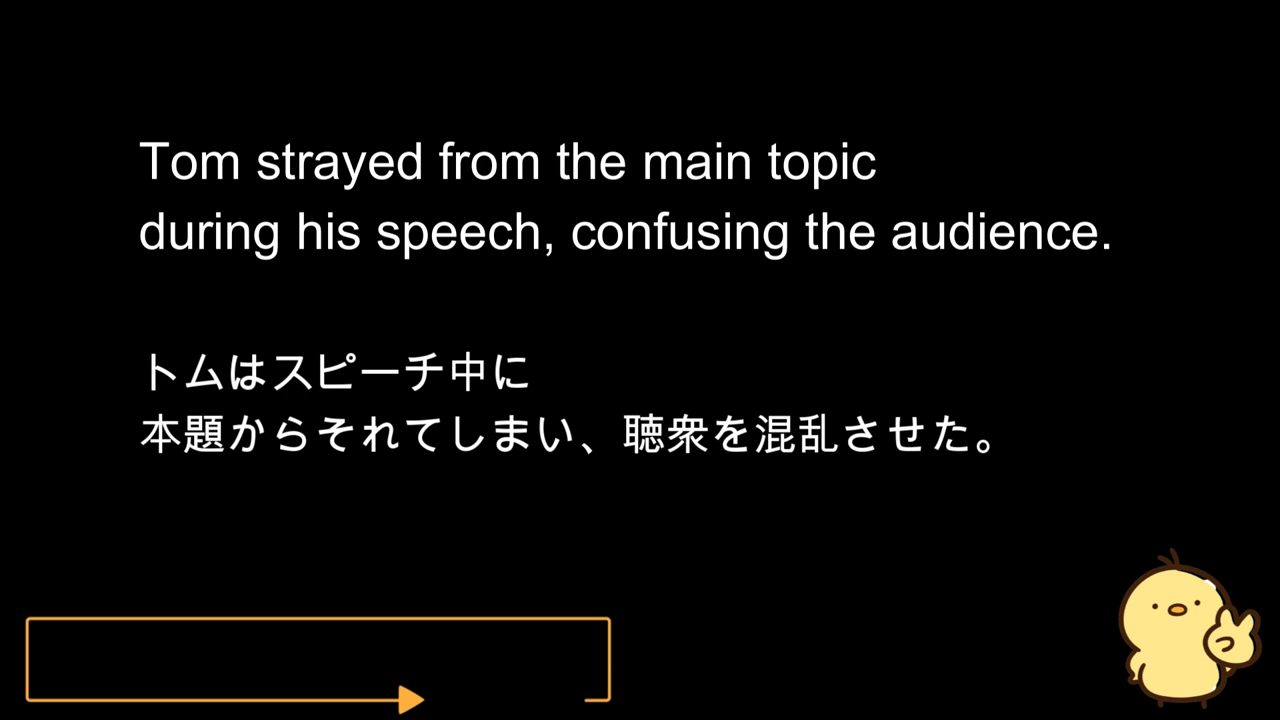 Tom strayed from the main topic
during his speech, confusing the audience.
トムはスピーチ中に
本題からそれてしまい、聴衆を混乱させた。